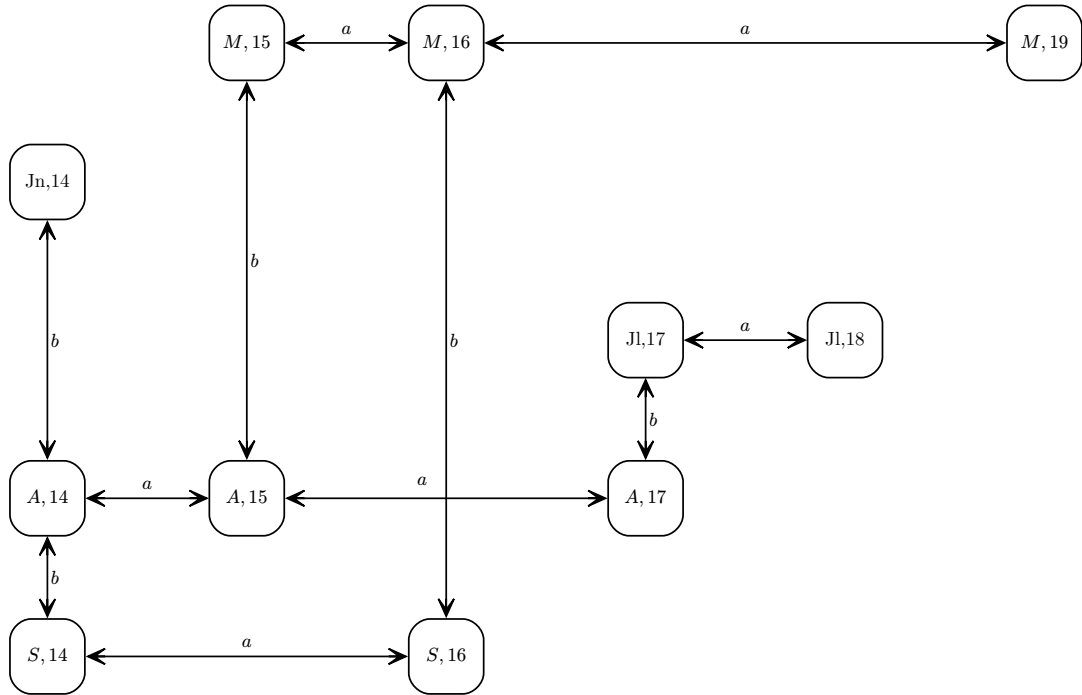 a a
M, 15 M, 16 M, 19
Jn,14
b
a
b b Jl,17 Jl,18
b
a a
A, 14 A, 15 A, 17
b
a
S, 14 S, 16